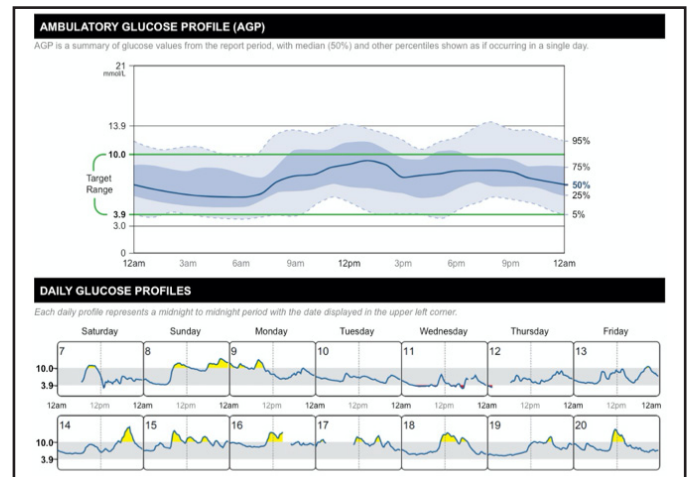 AMBULATORY GLUCOSE PROFILE (AGP)
AGP is a summary of glucose values from the report period, with median (50%) and other percentiles shown as if occurring in a single day.
21
mmol/L
13.9
95%
10.0
75%
Target
Range
50%
25%
3.9
5%
3.0
0
12am 3am 6am 9am 12pm 3pm 6pm 9pm 12am
DAILY GLUCOSE PROFILES
Each daily profile represents a midnight to midnight period with the date displayed in the upper left corner.
Saturday Sunday Monday Tuesday Wednesday Thursday Friday
7 8 9 10 11 12 13
10.0
3.9
12am 12pm 12am 12pm 12am 12pm 12am 12pm 12am 12pm 12am 12pm 12am 12pm 12am
14 15 16 17 18 19 20
10.0
3.9